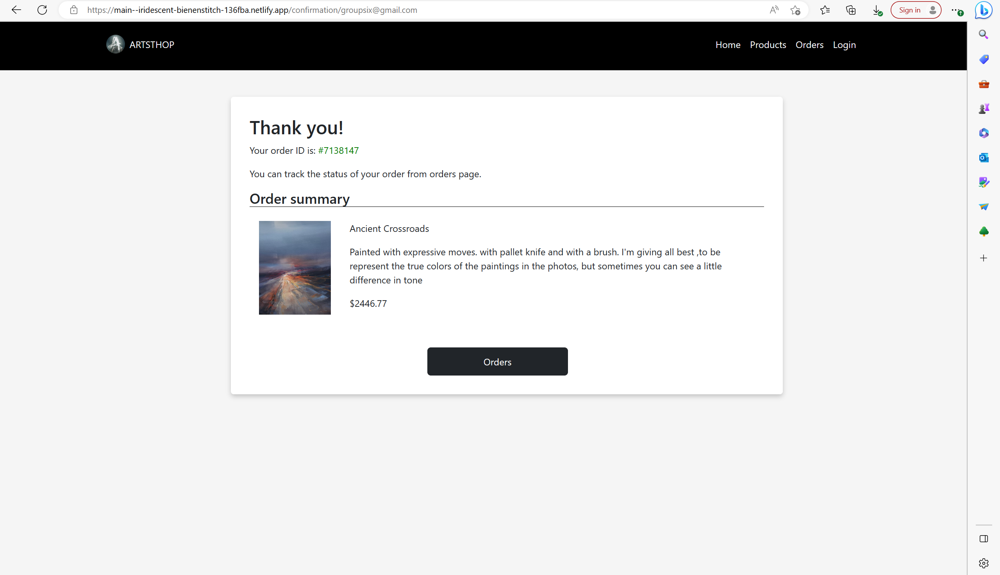 https://main--iridescent-bienenstitch-136fba.netlify.app/confirmation/groupsix@gmail.com
Sign in
ARTSTHOP
Home
Products
Orders
Login
Thank you!
Your order ID is: #7138147
You can track the status of your order from orders page.
Order summary
Ancient Crossroads
Painted with expressive moves. with pallet knife and with a brush. I'm giving all best ,to be
represent the true colors of the paintings in the photos, but sometimes you can see a little
difference in tone
$2446.77
Orders